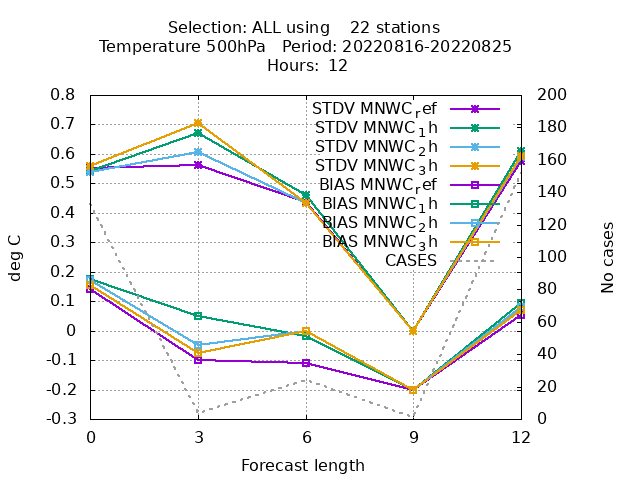 Selection: ALL using    22 stations
Temperature 500hPa   Period: 20220816-20220825
Hours:  12
deg C
No cases
0.8
0.7
0.6
0.5
0.4
0.3
0.2
0.1
0
-0.1
-0.2
-0.3
200
180
160
140
120
100
80
60
40
20
0
STDV MNWC_ref
STDV MNWC_1h
STDV MNWC_2h
STDV MNWC_3h
BIAS MNWC_ref
BIAS MNWC_1h
BIAS MNWC_2h
BIAS MNWC_3h
CASES
0 3 6 9 12
Forecast length